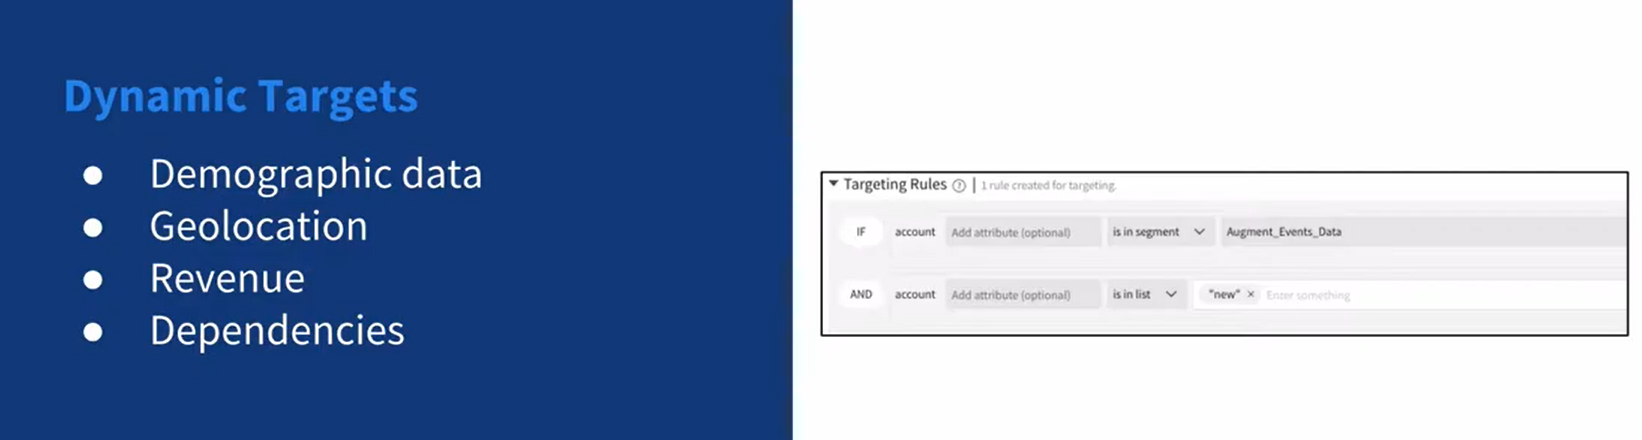 Dynamic Targets
● Demographic data
● Geolocation
● Revenue
● Dependencies
Targeting Rules ? | 1 rule created for targeting.
IF account Add attribute (optional) is in segment Augment_Events_Data
AND account Add attribute (optional) is in list "new" × Enter something